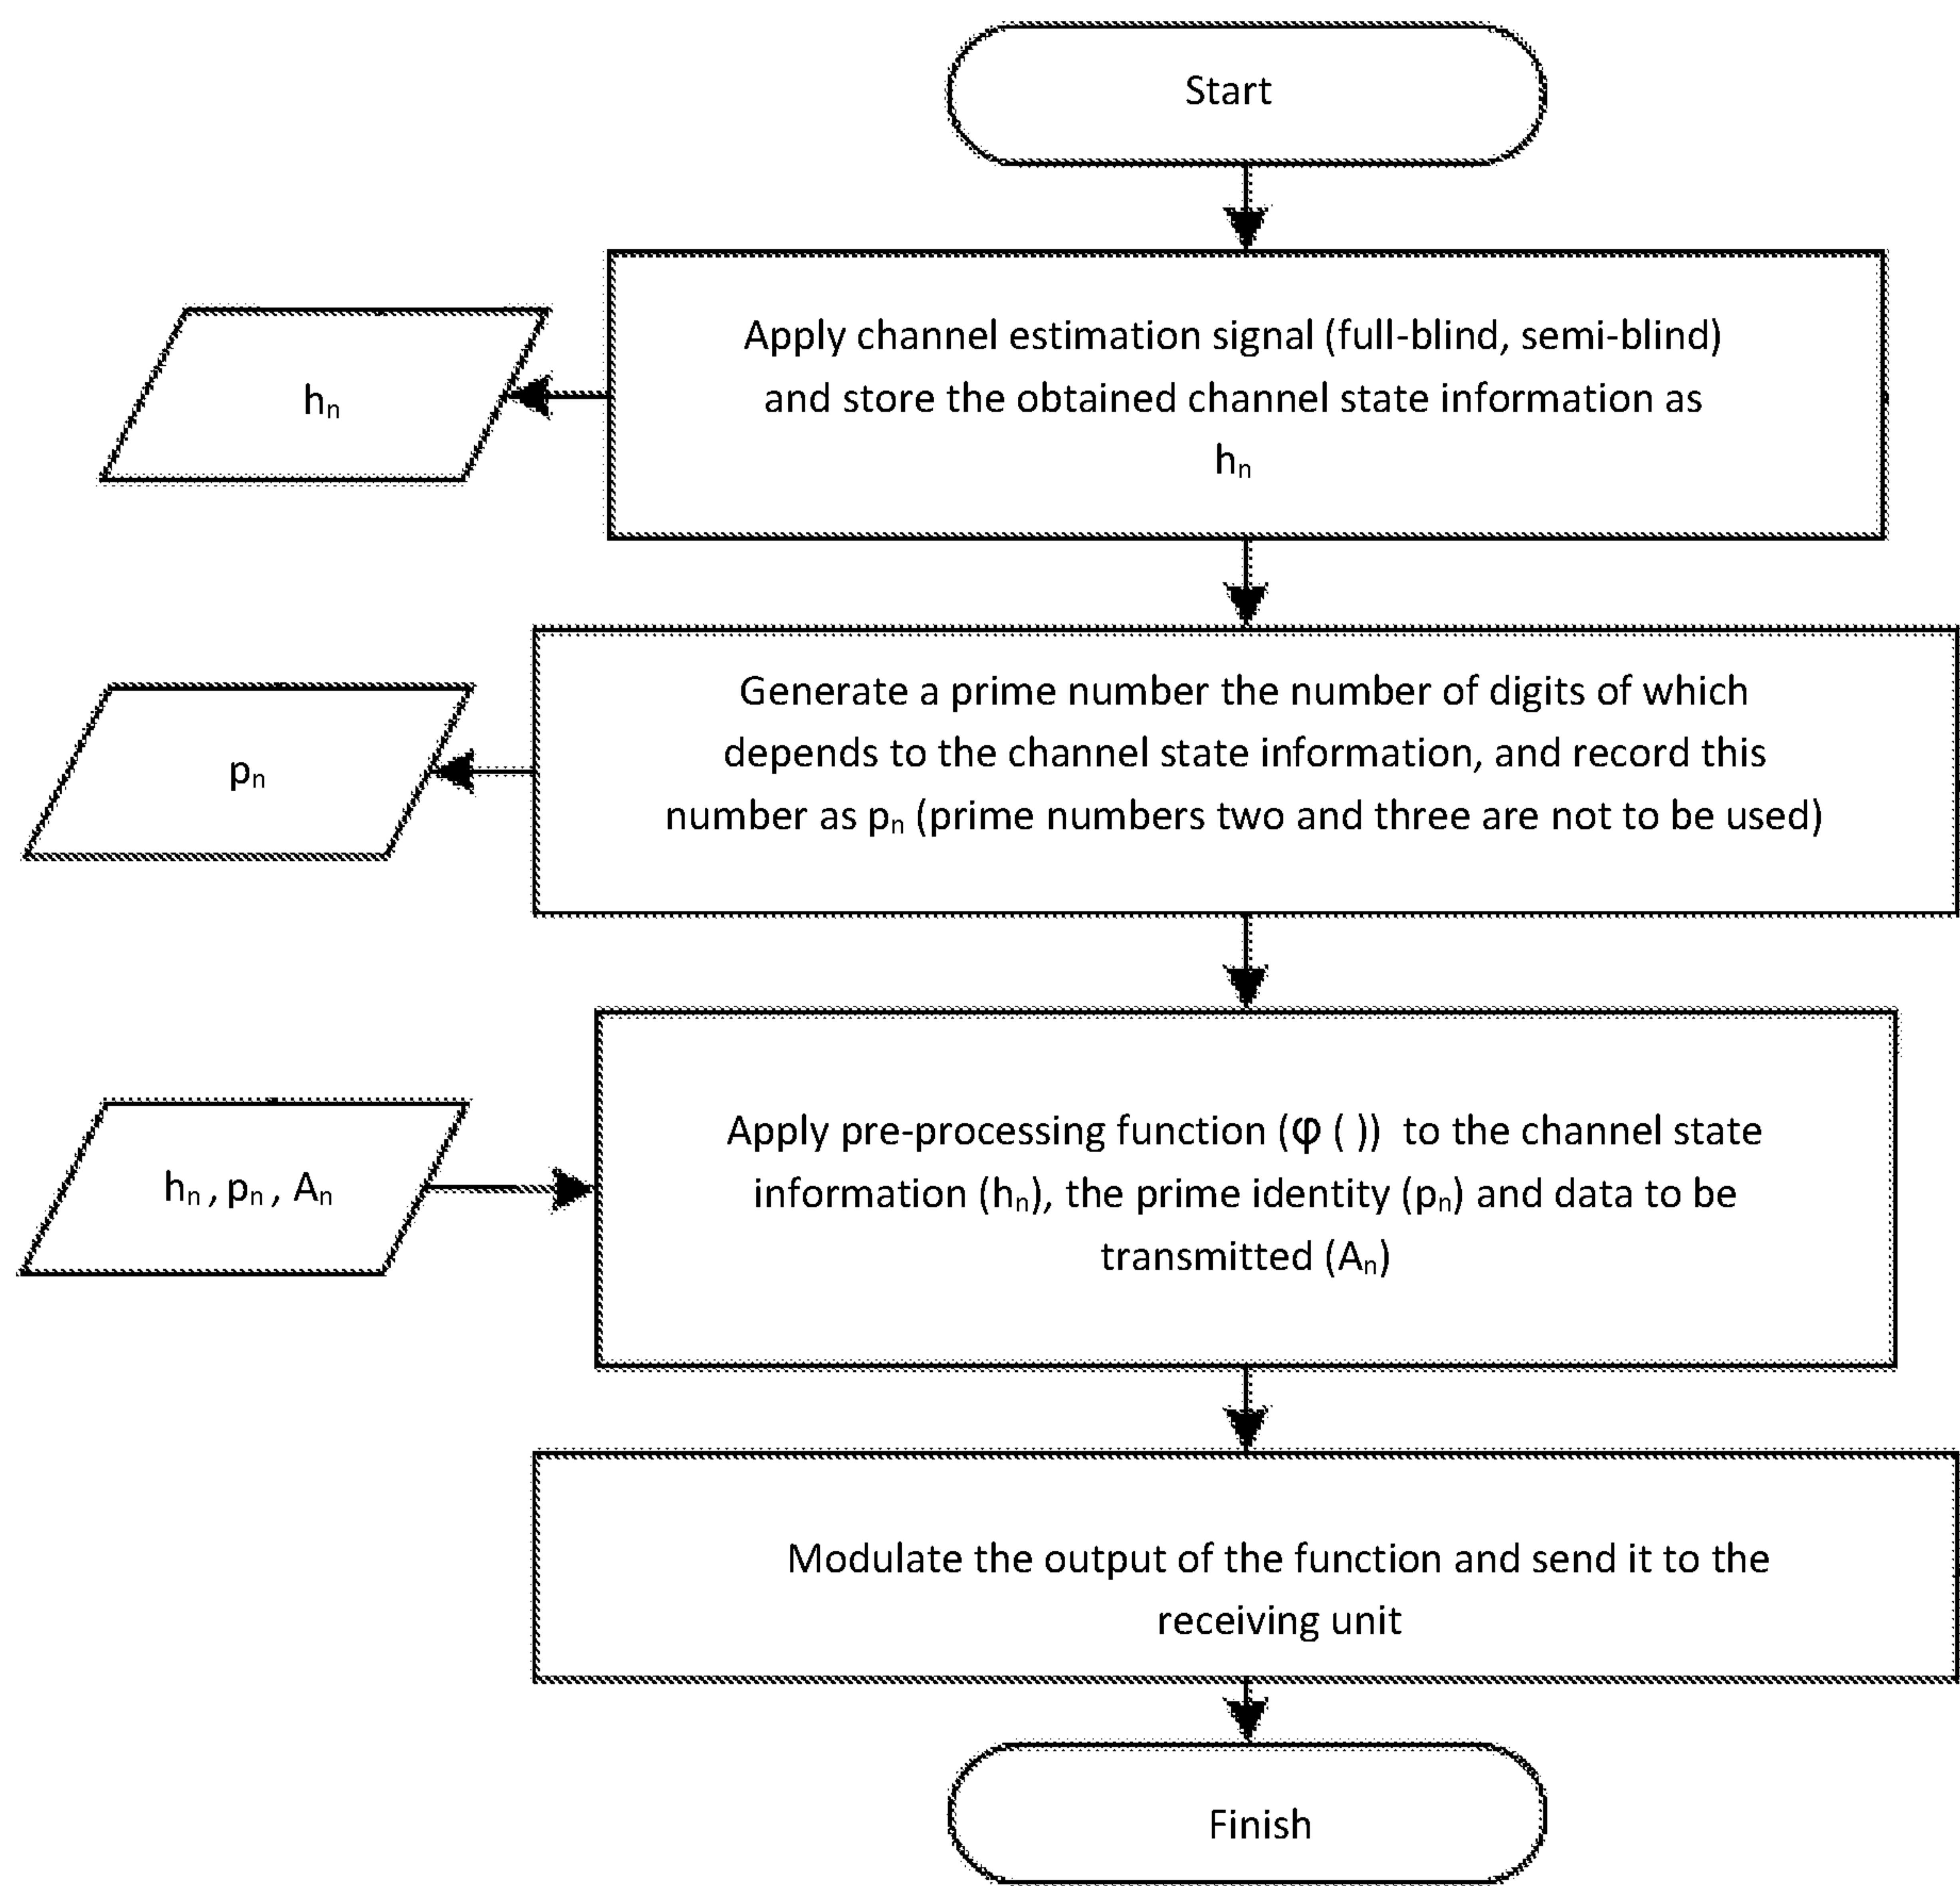 Start
Apply channel estimation signal (full-blind, semi-blind)
and store the obtained channel state information as
hₙ
hₙ
Generate a prime number the number of digits of which
depends to the channel state information, and record this
number as pₙ (prime numbers two and three are not to be used)
pₙ
hₙ , pₙ , Aₙ
Apply pre-processing function (φ ( )) to the channel state
information (hₙ), the prime identity (pₙ) and data to be
transmitted (Aₙ)
Modulate the output of the function and send it to the
receiving unit
Finish